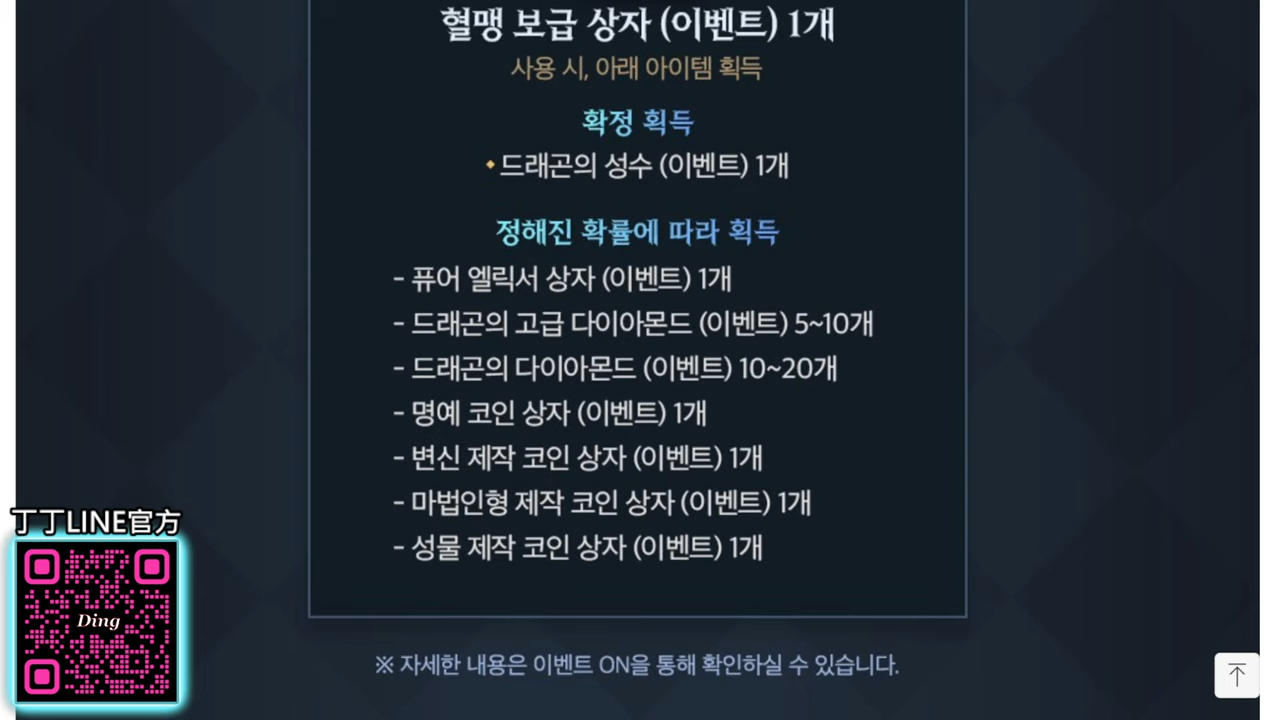 혈맹 보급 상자 (이벤트) 1개
사용 시, 아래 아이템 획득
확정 획득
드래곤의 성수 (이벤트) 1개
정해진 확률에 따라 획득
- 퓨어 엘릭서 상자 (이벤트) 1개
- 드래곤의 고급 다이아몬드 (이벤트) 5~10개
- 드래곤의 다이아몬드 (이벤트) 10~20개
- 명예 코인 상자 (이벤트) 1개
- 변신 제작 코인 상자 (이벤트) 1개
- 마법인형 제작 코인 상자 (이벤트) 1개
- 성물 제작 코인 상자 (이벤트) 1개
※ 자세한 내용은 이벤트 ON을 통해 확인하실 수 있습니다.
丁丁LINE官方
Ding